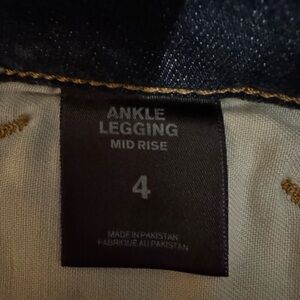 ANKLE
LEGGING
MID RISE
4
MADE IN PAKISTAN
FABRIQUÉ AU PAKISTAN